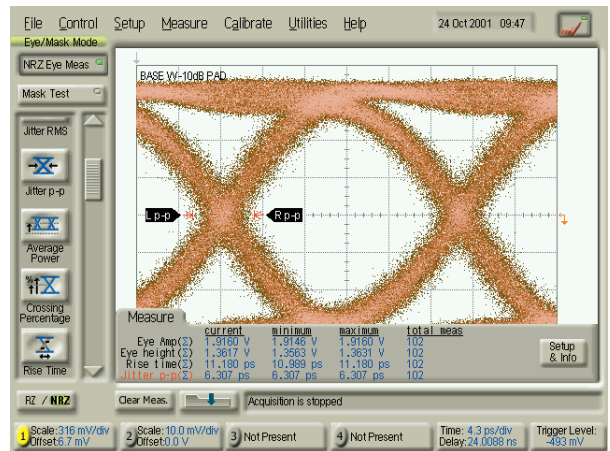 File Control Setup Measure Calibrate Utilities Help 24 Oct 2001 09:47
Eye/Mask Mode
NRZ Eye Meas
Mask Test
Jitter RMS
Jitter p-p
Average
Power
Crossing
Percentage
Rise Time
BASE W-10dB PAD
L p-p
R p-p
Measure
current minimum maximum total meas
Eye Amp(Σ) 1.9160 V 1.9146 V 1.9160 V 102
Eye height(Σ) 1.3617 V 1.3563 V 1.3631 V 102
Rise time(Σ) 11.180 ps 10.989 ps 11.180 ps 102
Jitter p-p(Σ) 6.307 ps 6.307 ps 6.307 ps 102
Setup
& Info
RZ / NRZ
Clear Meas.
Acquisition is stopped
1 Scale:316 mV/div
Offset:6.7 mV
2 Scale:10.0 mV/div
Offset:0.0 V
3 Not Present
4 Not Present
Time: 4.3 ps/div
Delay:24.0088 ns
Trigger Level:
-493 mV